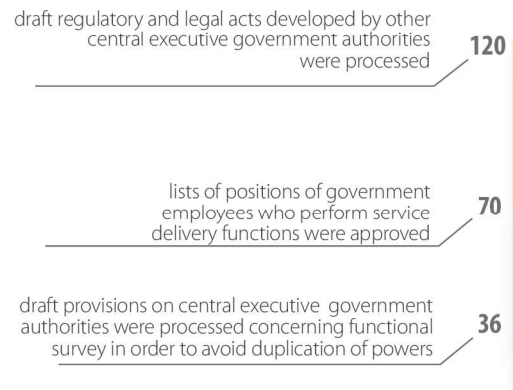 draft regulatory and legal acts developed by other
central executive government authorities
were processed
120
lists of positions of government
employees who perform service
delivery functions were approved
70
draft provisions on central executive government
authorities were processed concerning functional
survey in order to avoid duplication of powers
36